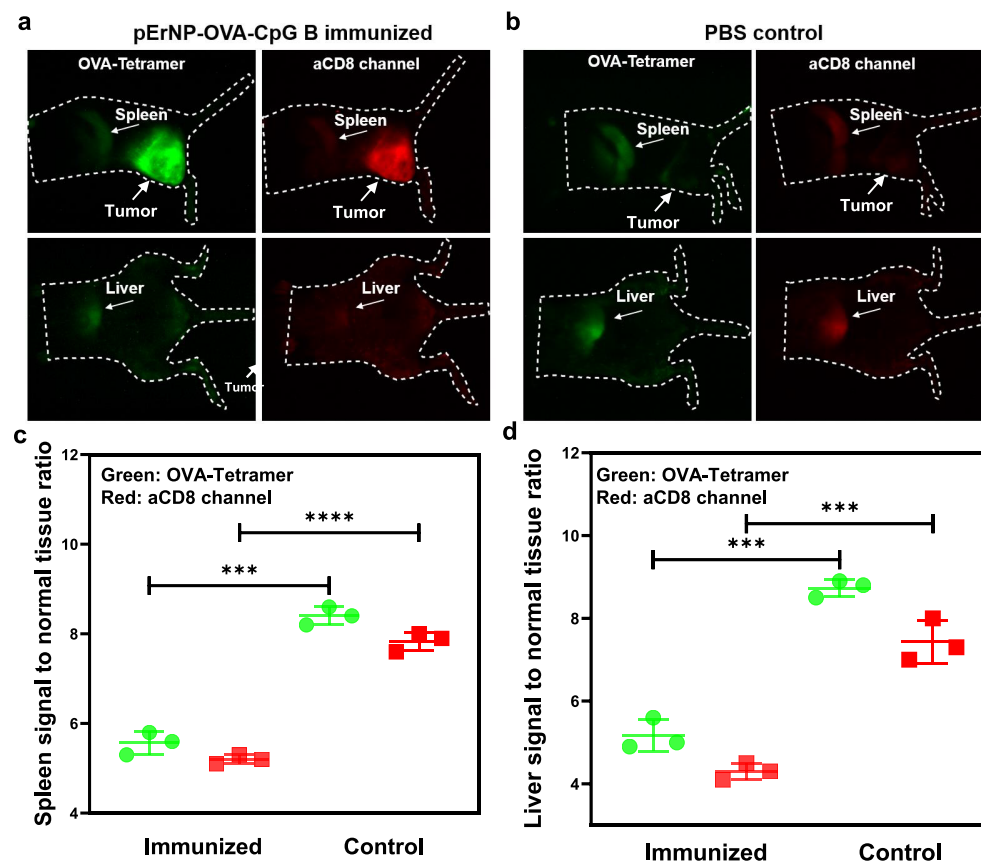 a
pErNP-OVA-CpG B immunized
OVA-Tetramer
aCD8 channel
Spleen
Spleen
Tumor
Tumor
Liver
Liver
Tumor
b
PBS control
OVA-Tetramer
aCD8 channel
Spleen
Spleen
Tumor
Tumor
Liver
Liver
c
Spleen signal to normal tissue ratio
12
10
8
6
4
Green: OVA-Tetramer
Red: aCD8 channel
****
***
Immunized
Control
d
Liver signal to normal tissue ratio
12
10
8
6
4
Green: OVA-Tetramer
Red: aCD8 channel
***
***
Immunized
Control